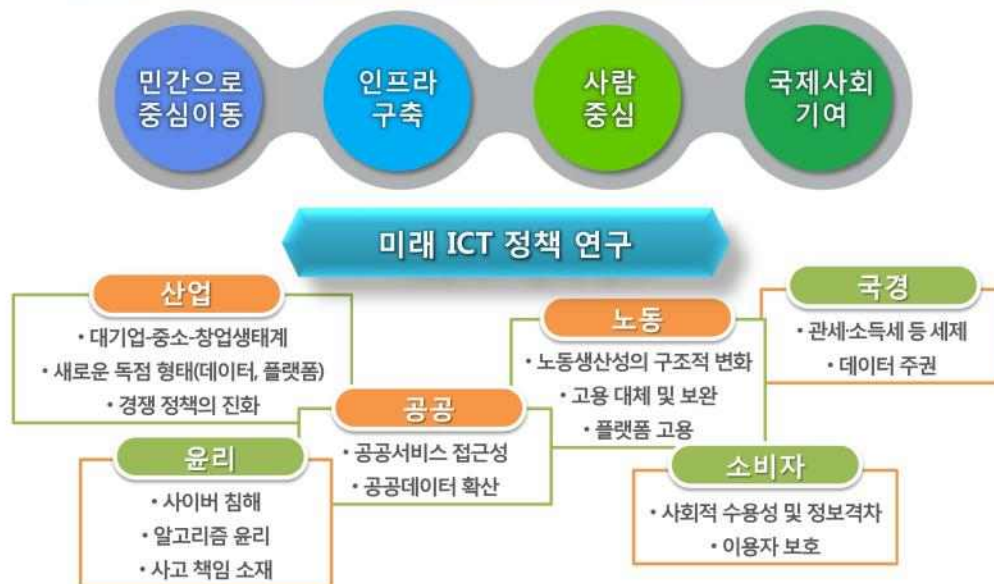 민간으로
중심이동
인프라
구축
사람
중심
국제사회
기여
미래 ICT 정책 연구
산업
• 대기업-중소-창업생태계
• 새로운 독점 형태(데이터, 플랫폼)
• 경쟁 정책의 진화
윤리
• 사이버 침해
• 알고리즘 윤리
• 사고 책임 소재
공공
• 공공서비스 접근성
• 공공데이터 확산
노동
• 노동생산성의 구조적 변화
• 고용 대체 및 보완
• 플랫폼 고용
국경
• 관세·소득세 등 세제
• 데이터 주권
소비자
• 사회적 수용성 및 정보격차
• 이용자 보호